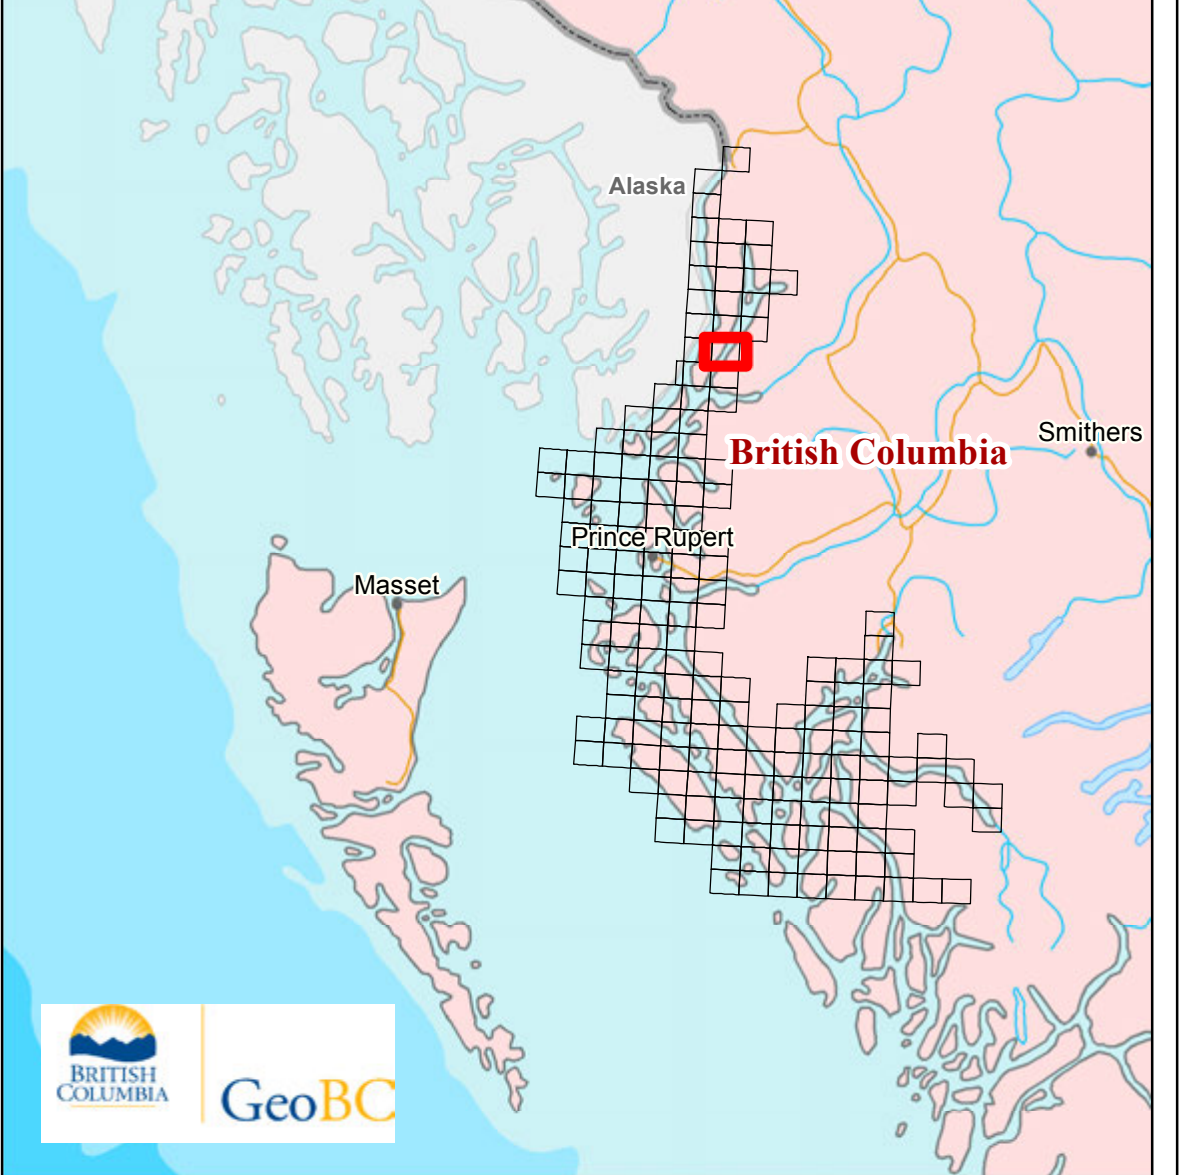 Alaska
Smithers
British Columbia
Prince Rupert
Masset
BRITISH
COLUMBIA
GeoBC